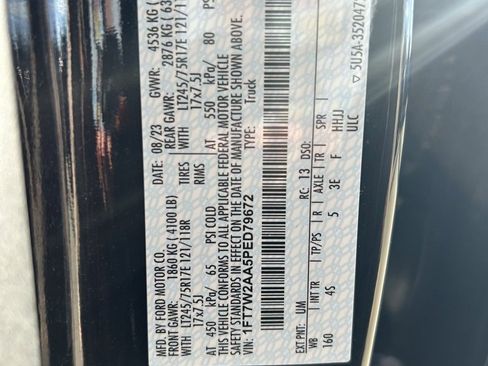 MFD. BY FORD MOTOR CO.
DATE: 08/23 GVWR: 4536 KG (
FRONT GAWR: 1860 KG (4100 LB) REAR GAWR: 2876 KG ( 63
LT245/75R17E 121/118R TIRES WITH LT245/75R17E 121/11
17x7.5J RIMS 17x7.5J
AT 450 kPa/ 65 PSI COLD AT 550 kPa/ 80 PS
THIS VEHICLE CONFORMS TO ALL APPLICABLE FEDERAL MOTOR VEHICLE
SAFETY STANDARDS IN EFFECT ON THE DATE OF MANUFACTURE SHOWN ABOVE.
VIN: 1FT7W2AA5PED79672
TYPE: Truck
EXT PNT: UM RC: 13 DSO:
WB INT TR TP/PS R AXLE TR SPR
160 4S 5 3E F HHJJ
ULC
5U5A-3520473